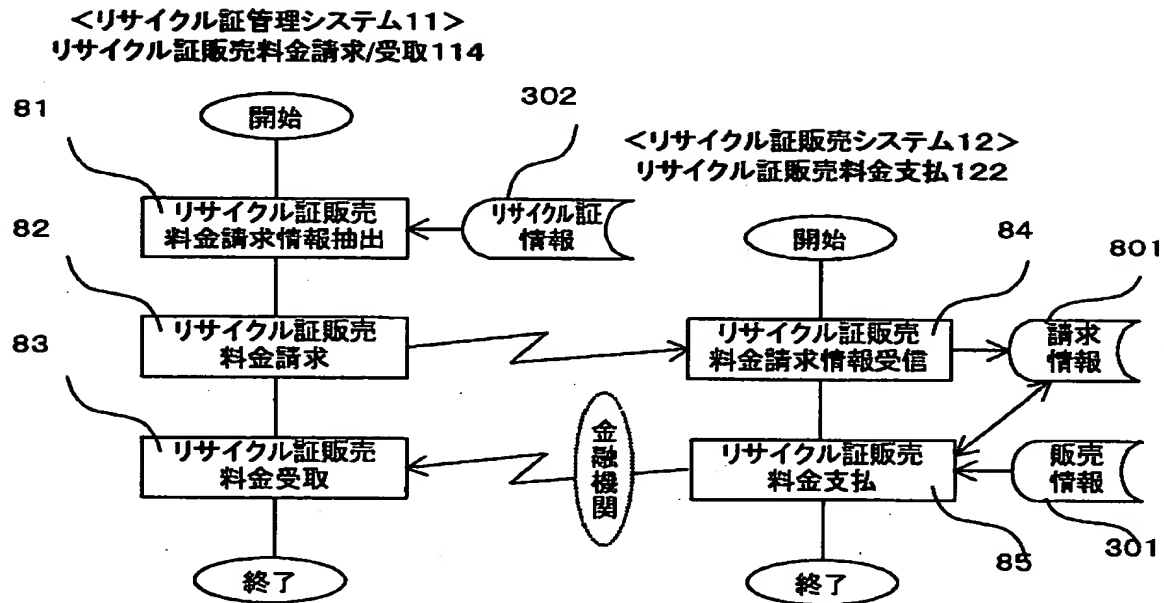 <リサイクル証管理システム11>
リサイクル証販売料金請求/受取114
81
開始
302
<リサイクル証販売システム12>
リサイクル証販売料金支払122
82
リサイクル証販売
料金請求情報抽出
リサイクル証
情報
開始
84
801
83
リサイクル証販売
料金請求
リサイクル証販売
料金請求情報受信
請求
情報
リサイクル証販売
料金受取
金融機関
リサイクル証販売
料金支払
販売
情報
終了
終了
85
301